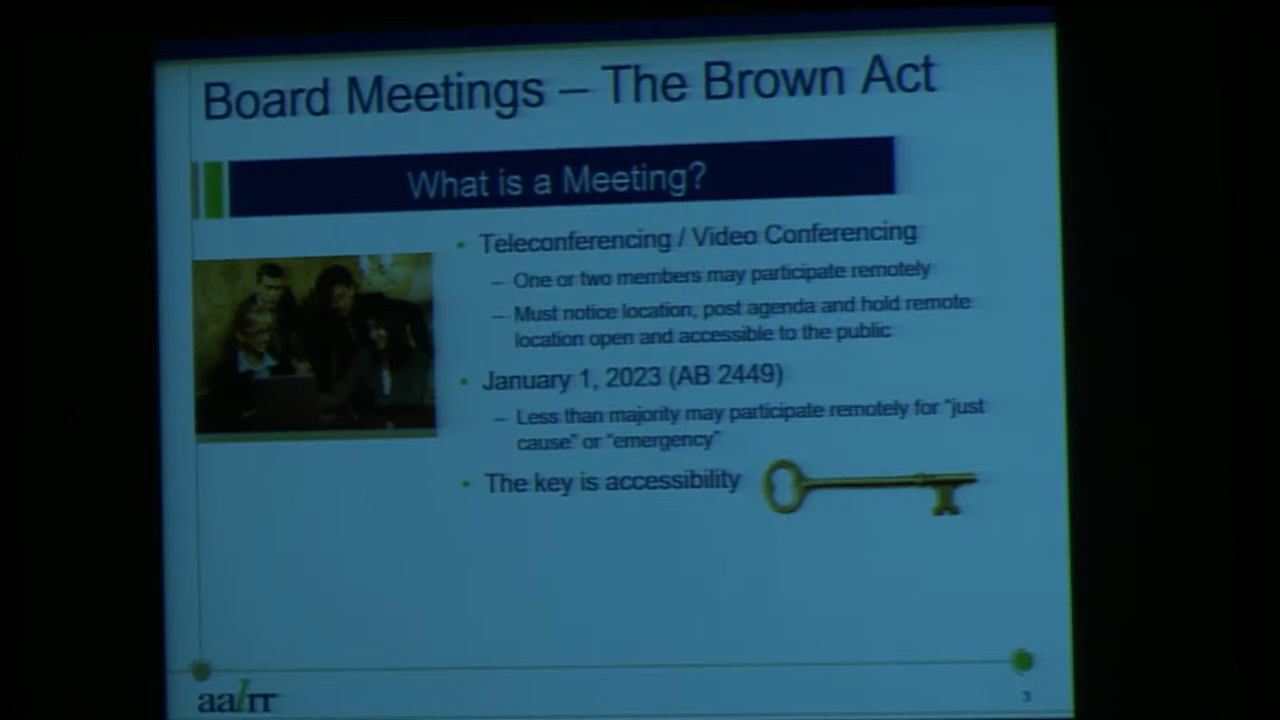 Board Meetings – The Brown Act
What is a Meeting?
• Teleconferencing / Video Conferencing
– One or two members may participate remotely
– Must notice location, post agenda and hold remote
location open and accessible to the public
• January 1, 2023 (AB 2449)
– Less than majority may participate remotely for “just
cause” or “emergency”
• The key is accessibility
aalrr
3